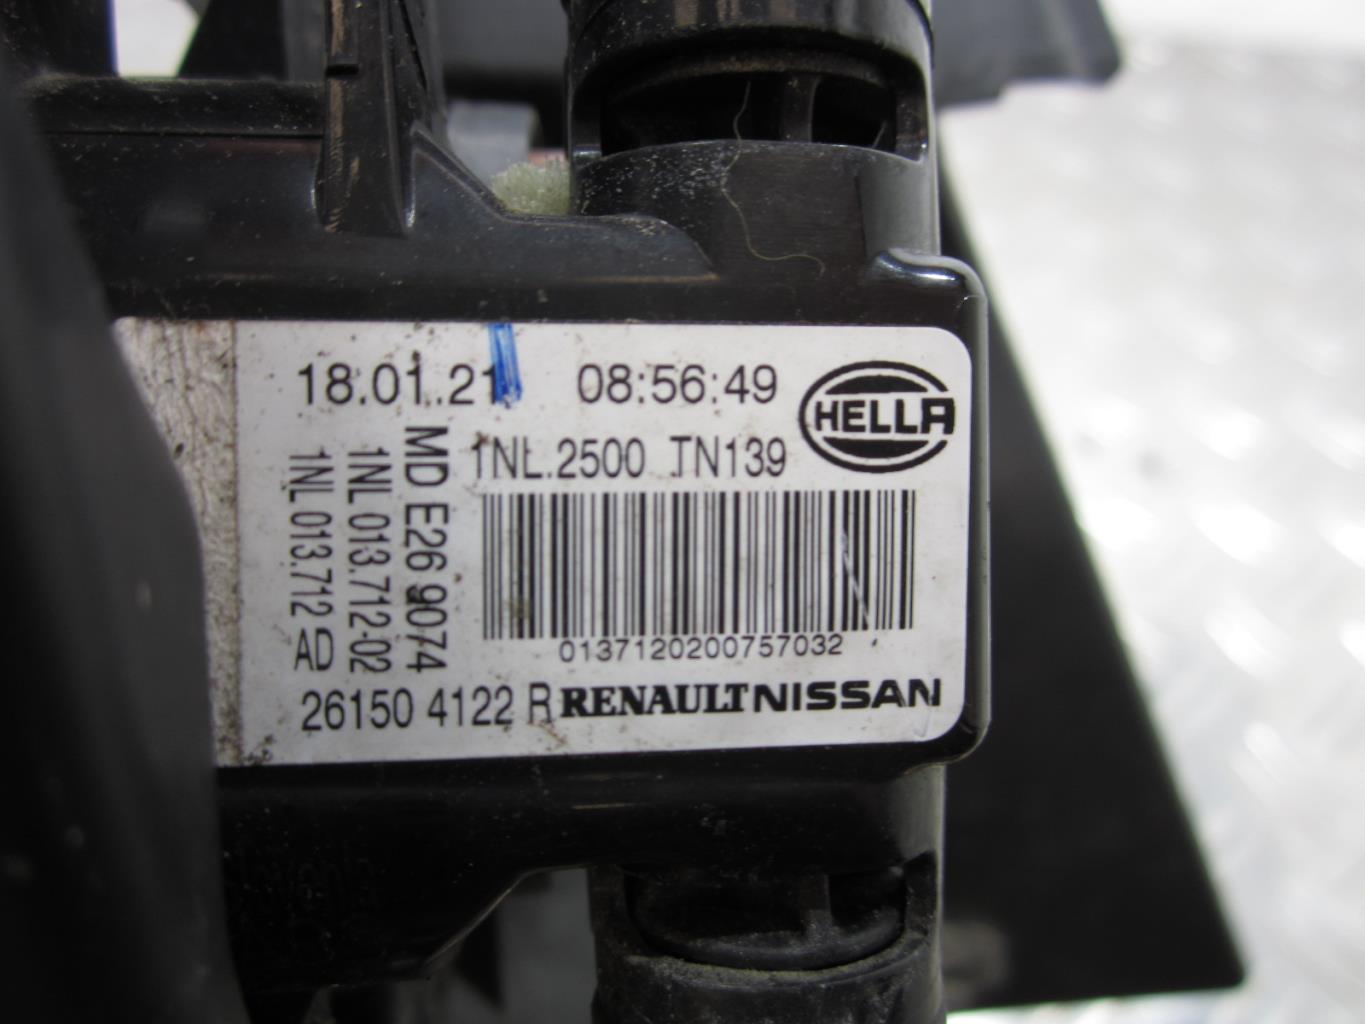 18.01.21 08:56:49
HELLA
1NL.2500 TN139
MD E26 9074
1NL 013.712-02
1NL 013.712
AD
0137120200757032
26150 4122 R RENAULT NISSAN